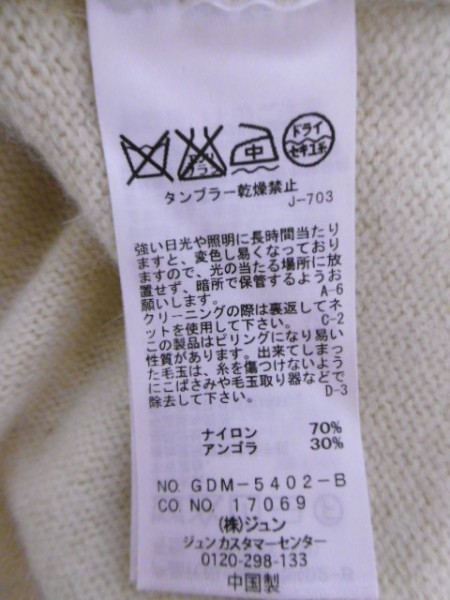 エンソ
サラシ
中
ドライ
セキユ系
タンブラー乾燥禁止
J-703
強い日光や照明に長時間当たり
ますと、変色し易くなっており
ますので、光の当たる場所に放
置せず、暗所で保管するようお
願いします。 A-6
クリーニングの際は裏返してネ
ットを使用して下さい。 C-2
この製品はピリングになり易い
性質があります。出来てしまっ
た毛玉は、糸を傷つけないよう
にこばさみや毛玉取り器などで
除去して下さい。 D-3
ナイロン 70%
アンゴラ 30%
NO. GDM-5402-B
CO. NO. 17069
(株)ジュン
ジュンカスタマーセンター
0120-298-133
中国製